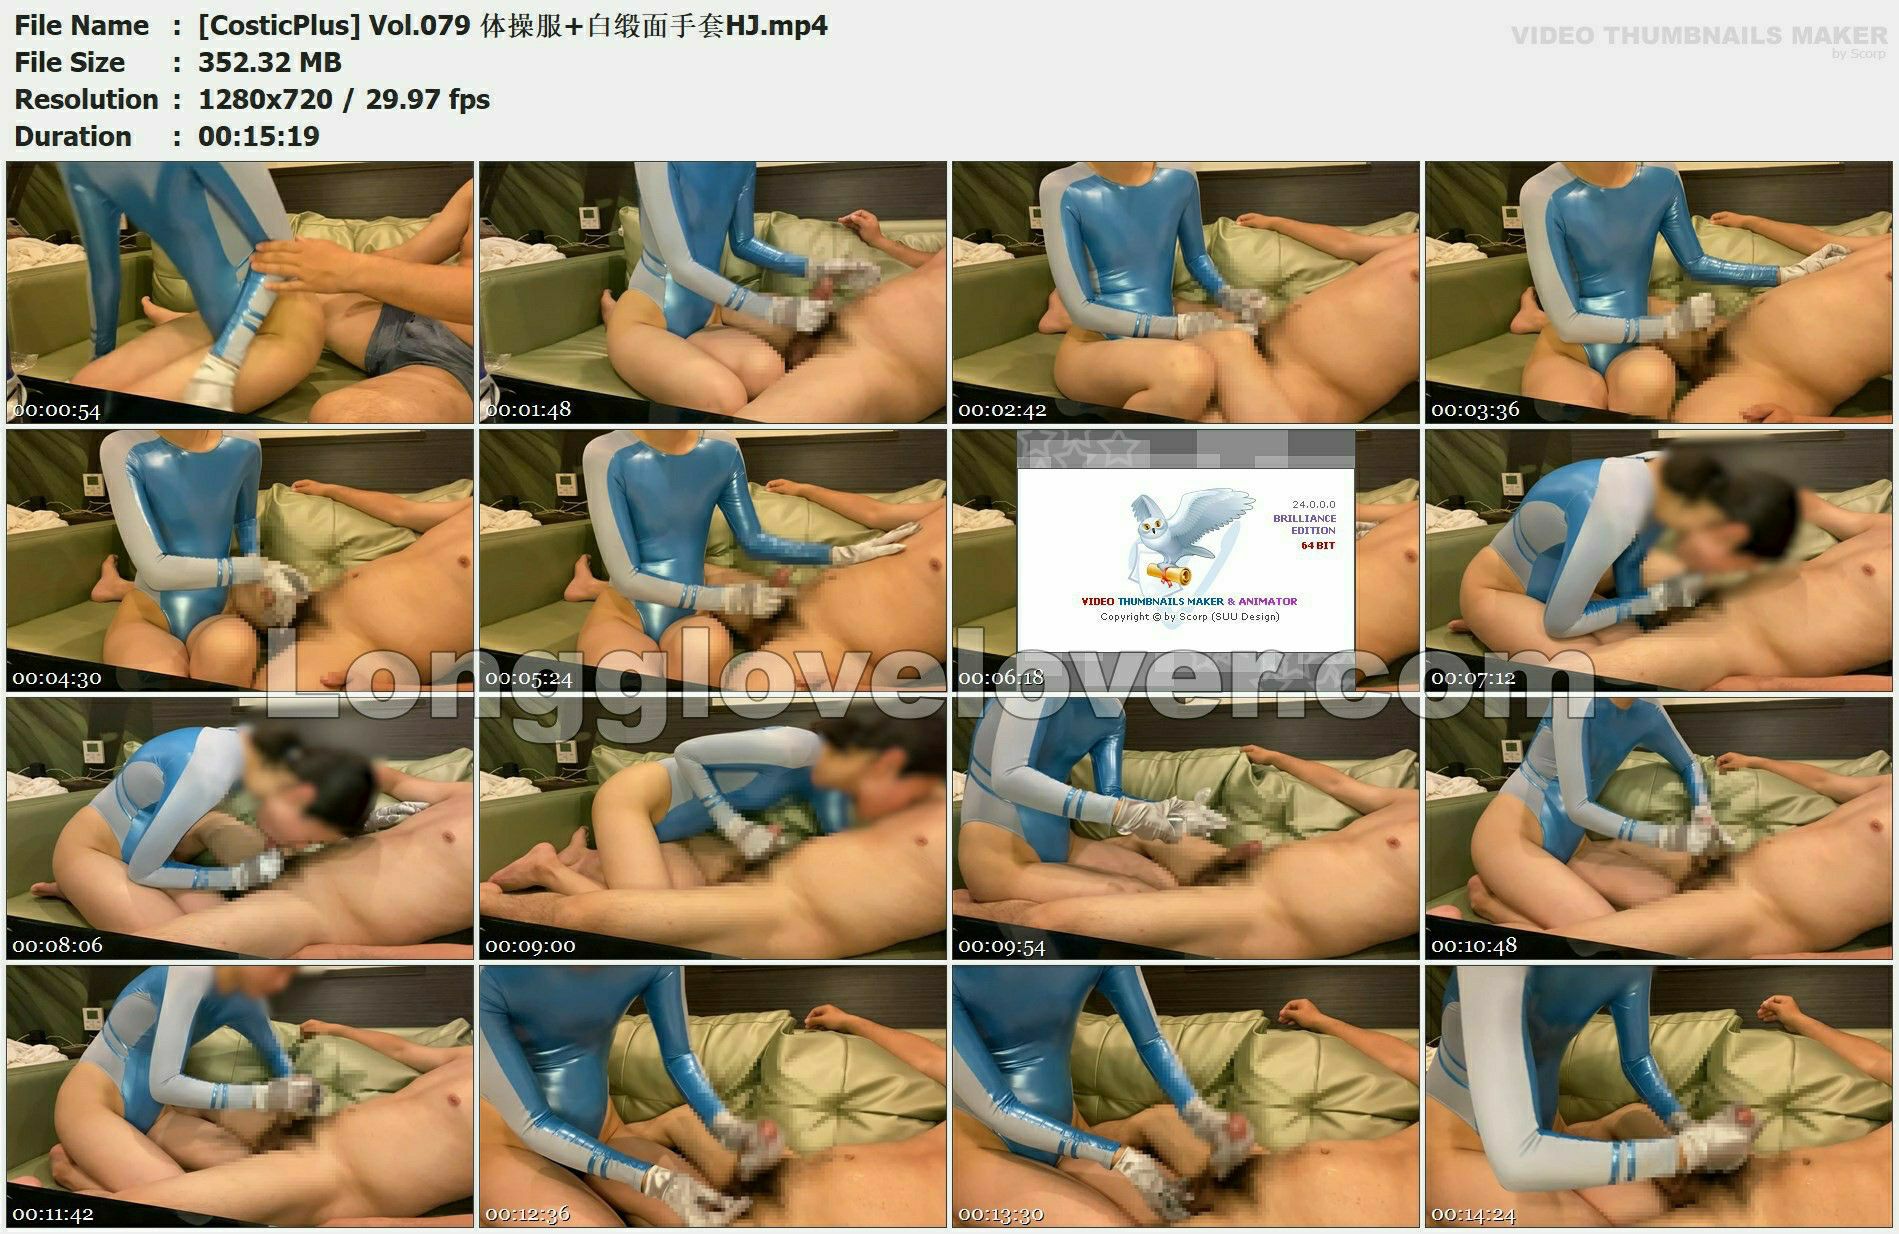 File Name : [CosticPlus] Vol.079 体操服+白缎面手套HJ.mp4
VIDEO THUMBNAILS MAKER
by Scorp
File Size : 352.32 MB
Resolution : 1280x720 / 29.97 fps
Duration : 00:15:19
00:00:54
00:01:48
00:02:42
00:03:36
24.0.0.0
BRILLIANCE
EDITION
64 BIT
VIDEO THUMBNAILS MAKER & ANIMATOR
Copyright © by Scorp (SUU Design)
00:04:30
00:05:24
00:06:18
00:07:12
Longglovelover.com
00:08:06
00:09:00
00:09:54
00:10:48
00:11:42
00:12:36
00:13:30
00:14:24